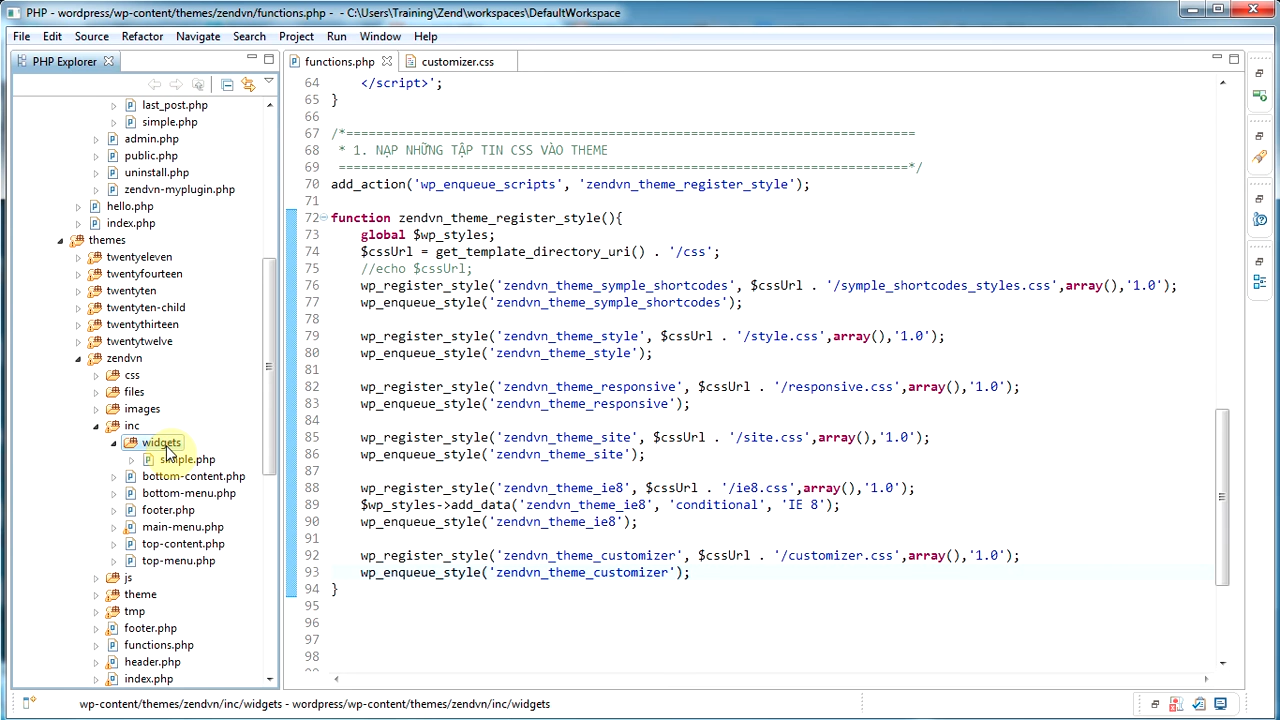 PHP - wordpress/wp-content/themes/zendvn/functions.php - - C:\Users\Training\Zend\workspaces\DefaultWorkspace
File Edit Source Refactor Navigate Search Project Run Window Help
PHP Explorer
last_post.php
simple.php
admin.php
public.php
uninstall.php
zendvn-myplugin.php
hello.php
index.php
themes
twentyeleven
twentyfourteen
twentyten
twentyten-child
twentythirteen
twentytwelve
zendvn
css
files
images
inc
widgets
simple.php
bottom-content.php
bottom-menu.php
footer.php
main-menu.php
top-content.php
top-menu.php
js
theme
tmp
footer.php
functions.php
header.php
index.php
functions.php customizer.css
64 </script>';
65 }
66
67 /*============================================================================
68 * 1. NẠP NHỮNG TẬP TIN CSS VÀO THEME
69 ============================================================================*/
70 add_action('wp_enqueue_scripts', 'zendvn_theme_register_style');
71
72 function zendvn_theme_register_style(){
73 global $wp_styles;
74 $cssUrl = get_template_directory_uri() . '/css';
75 //echo $cssUrl;
76 wp_register_style('zendvn_theme_symple_shortcodes', $cssUrl . '/symple_shortcodes_styles.css',array(),'1.0');
77 wp_enqueue_style('zendvn_theme_symple_shortcodes');
78
79 wp_register_style('zendvn_theme_style', $cssUrl . '/style.css',array(),'1.0');
80 wp_enqueue_style('zendvn_theme_style');
81
82 wp_register_style('zendvn_theme_responsive', $cssUrl . '/responsive.css',array(),'1.0');
83 wp_enqueue_style('zendvn_theme_responsive');
84
85 wp_register_style('zendvn_theme_site', $cssUrl . '/site.css',array(),'1.0');
86 wp_enqueue_style('zendvn_theme_site');
87
88 wp_register_style('zendvn_theme_ie8', $cssUrl . '/ie8.css',array(),'1.0');
89 $wp_styles->add_data('zendvn_theme_ie8', 'conditional', 'IE 8');
90 wp_enqueue_style('zendvn_theme_ie8');
91
92 wp_register_style('zendvn_theme_customizer', $cssUrl . '/customizer.css',array(),'1.0');
93 wp_enqueue_style('zendvn_theme_customizer');
94 }
95
96
97
98
wp-content/themes/zendvn/inc/widgets - wordpress/wp-content/themes/zendvn/inc/widgets